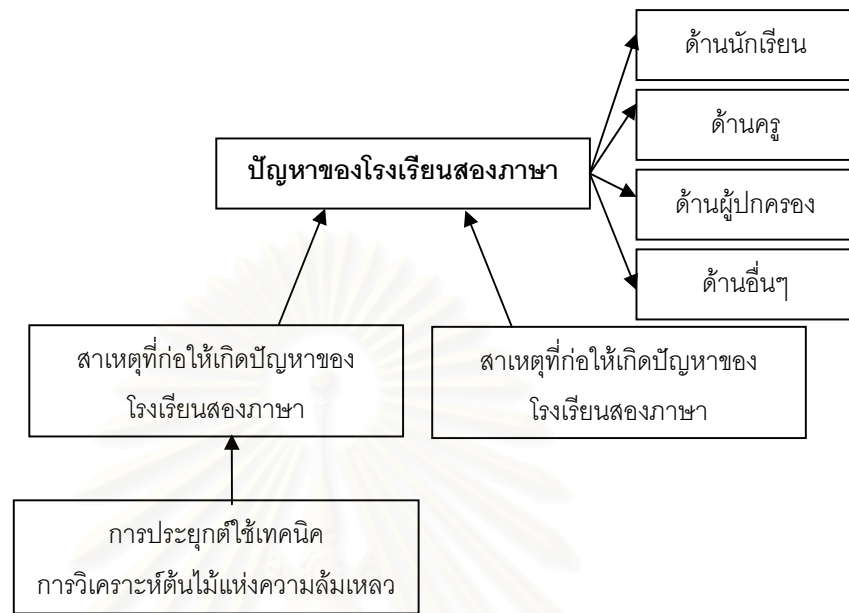 ด้านนักเรียน
ด้านครู
ปัญหาของโรงเรียนสองภาษา
ด้านผู้ปกครอง
ด้านอื่นๆ
สาเหตุที่ก่อให้เกิดปัญหาของ
โรงเรียนสองภาษา
สาเหตุที่ก่อให้เกิดปัญหาของ
โรงเรียนสองภาษา
การประยุกต์ใช้เทคนิค
การวิเคราะห์ต้นไม้แห่งความล้มเหลว